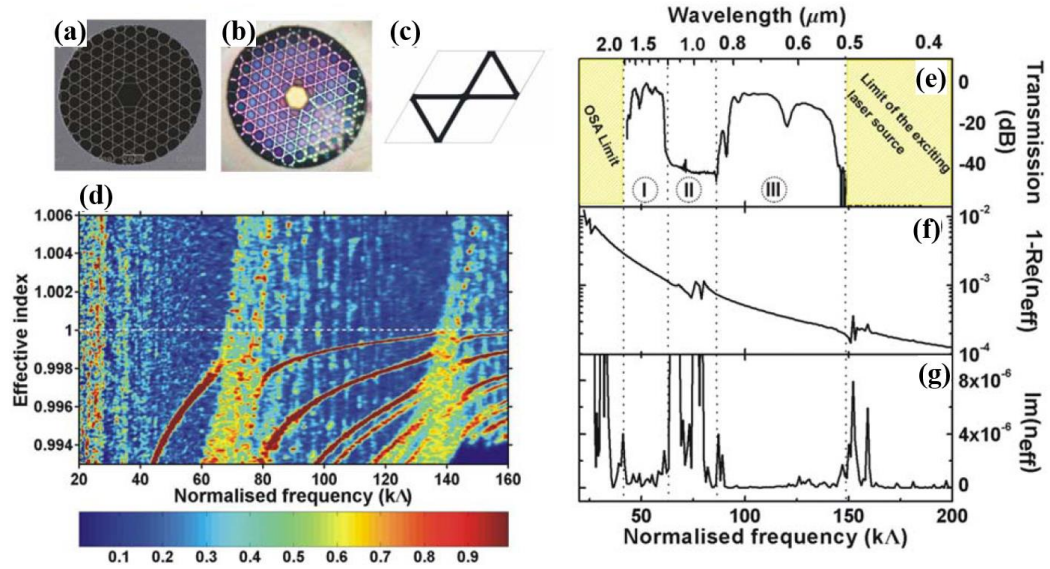 (a)
(b)
(c)
(d)
1.006
1.004
1.002
1
0.998
0.996
0.994
Effective index
20 40 60 80 100 120 140 160
Normalised frequency (kΛ)
0.1 0.2 0.3 0.4 0.5 0.6 0.7 0.8 0.9
Wavelength (μm)
2.0 1.5 1.0 0.8 0.6 0.5 0.4
(e)
OSA Limit
Limit of the exciting
laser source
I
II
III
0
-20
-40
Transmission
(dB)
(f)
10⁻²
10⁻³
10⁻⁴
1-Re(neff)
(g)
8x10⁻⁶
4x10⁻⁶
0
Im(neff)
50 100 150 200
Normalised frequency (kΛ)